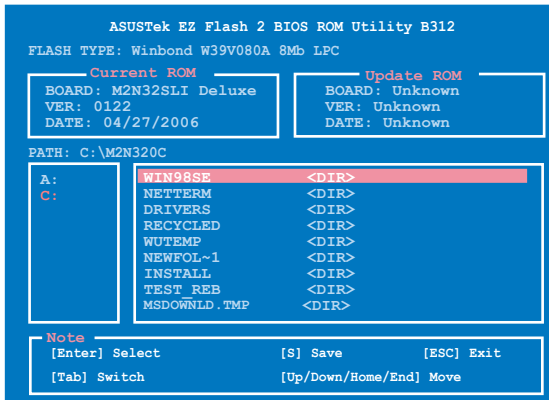 ASUSTek EZ Flash 2 BIOS ROM Utility B312
FLASH TYPE: Winbond W39V080A 8Mb LPC
Current ROM
BOARD: M2N32SLI Deluxe
VER: 0122
DATE: 04/27/2006
Update ROM
BOARD: Unknown
VER: Unknown
DATE: Unknown
PATH: C:\M2N320C
A:
C:
WIN98SE <DIR>
NETTERM <DIR>
DRIVERS <DIR>
RECYCLED <DIR>
WUTEMP <DIR>
NEWFOL~1 <DIR>
INSTALL <DIR>
TEST_REB <DIR>
MSDOWNLD.TMP <DIR>
Note
[Enter] Select [S] Save [ESC] Exit
[Tab] Switch [Up/Down/Home/End] Move